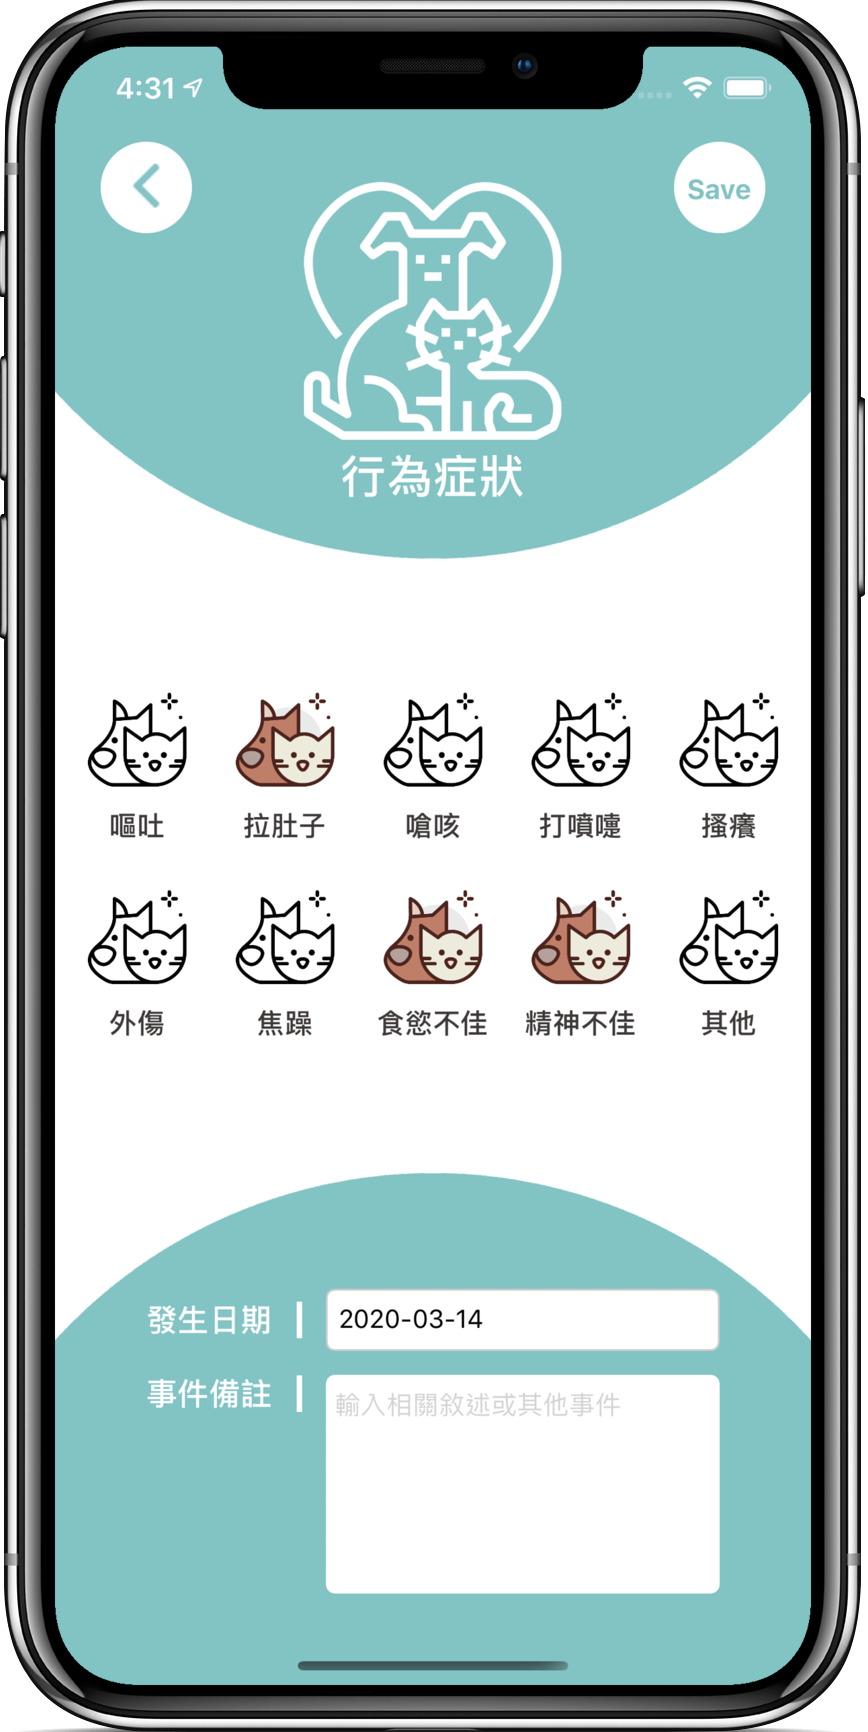 4:31
Save
行為症狀
嘔吐 拉肚子 嗆咳 打噴嚏 搔癢
外傷 焦躁 食慾不佳 精神不佳 其他
發生日期 2020-03-14
事件備註 輸入相關敘述或其他事件